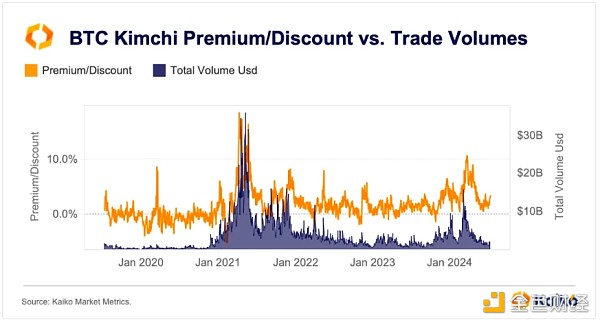 BTC Kimchi Premium/Discount vs. Trade Volumes
Premium/Discount
Total Volume Usd
Premium/Discount
10.0%
0.0%
$30B
$20B
$10B
Total Volume Usd
Jan 2020
Jan 2021
Jan 2022
Jan 2023
Jan 2024
Source: Kaiko Market Metrics.
Kaiko
金色财经